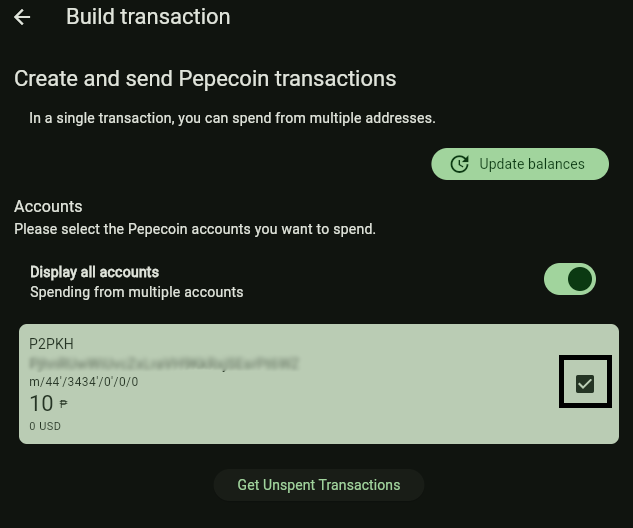 Build transaction
Create and send Pepecoin transactions
In a single transaction, you can spend from multiple addresses.
Update balances
Accounts
Please select the Pepecoin accounts you want to spend.
Display all accounts
Spending from multiple accounts
P2PKH
m/44'/3434'/0'/0/0
10 ₱
0 USD
Get Unspent Transactions